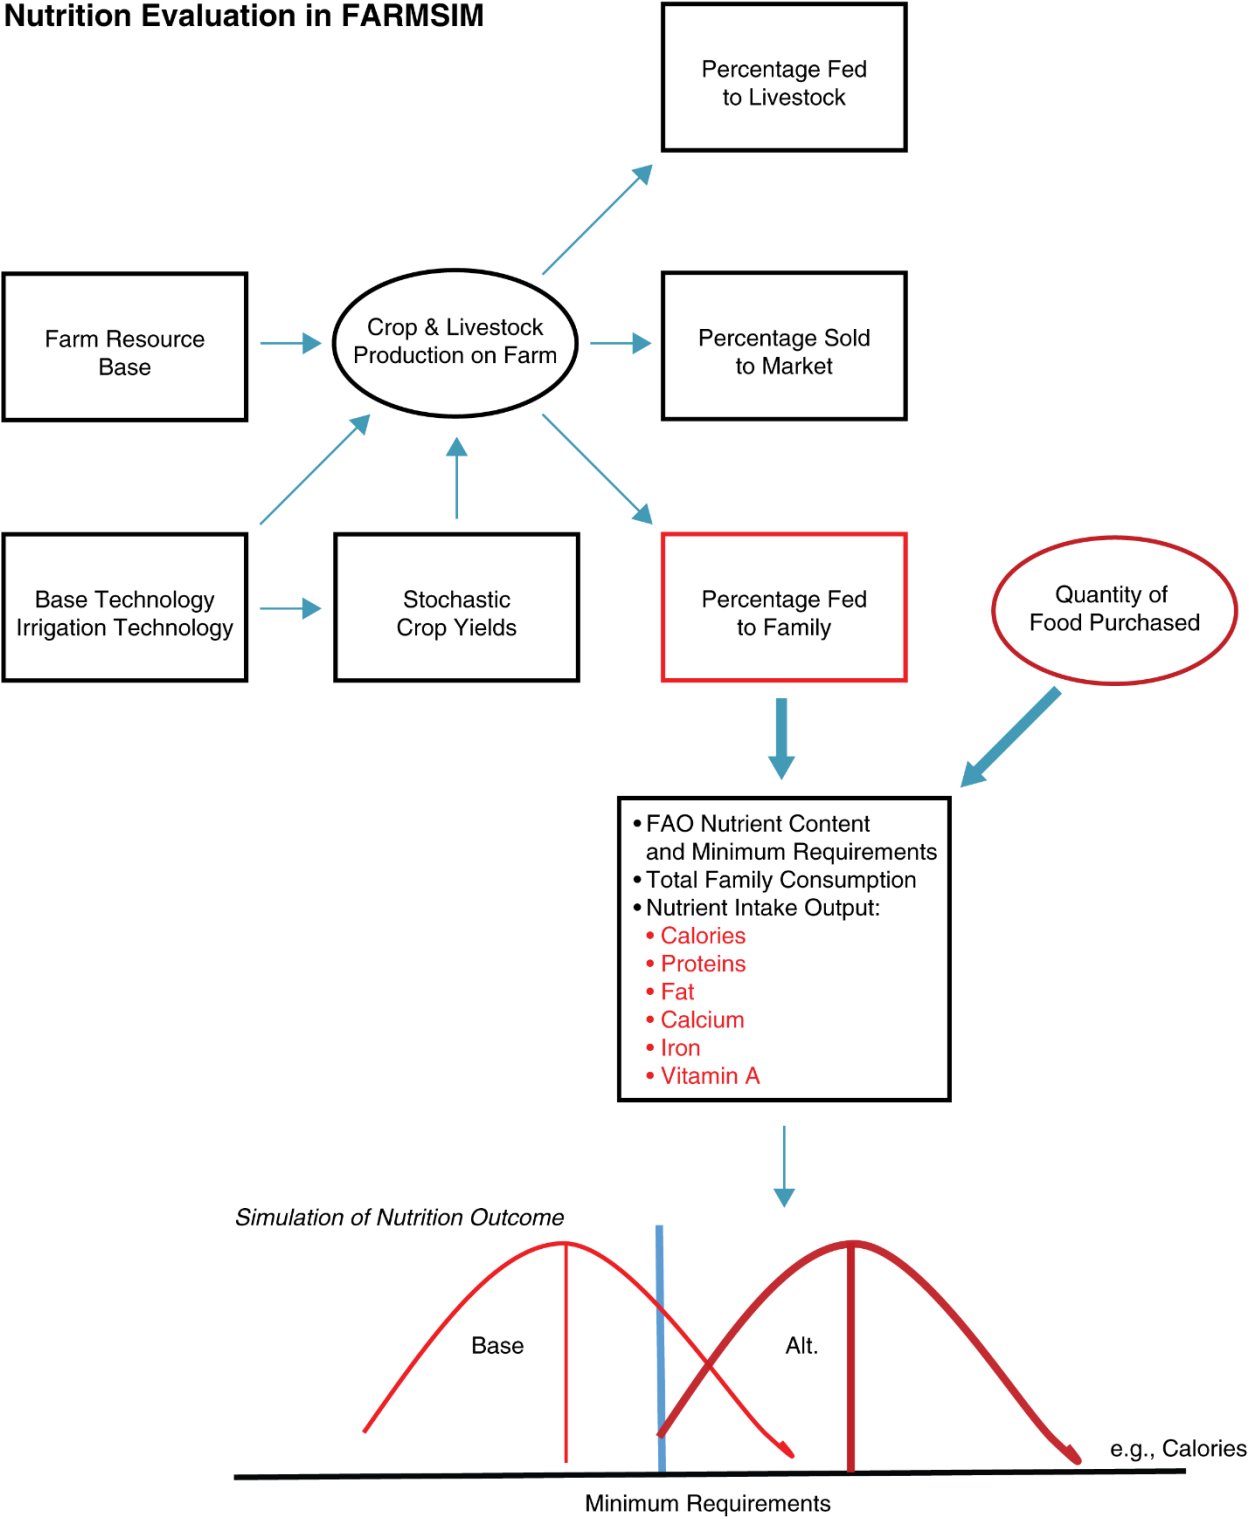 Nutrition Evaluation in FARMSIM
Percentage Fed
to Livestock
Farm Resource
Base
Crop & Livestock
Production on Farm
Percentage Sold
to Market
Base Technology
Irrigation Technology
Stochastic
Crop Yields
Percentage Fed
to Family
Quantity of
Food Purchased
• FAO Nutrient Content
and Minimum Requirements
• Total Family Consumption
• Nutrient Intake Output:
• Calories
• Proteins
• Fat
• Calcium
• Iron
• Vitamin A
Simulation of Nutrition Outcome
Base
Alt.
e.g., Calories
Minimum Requirements